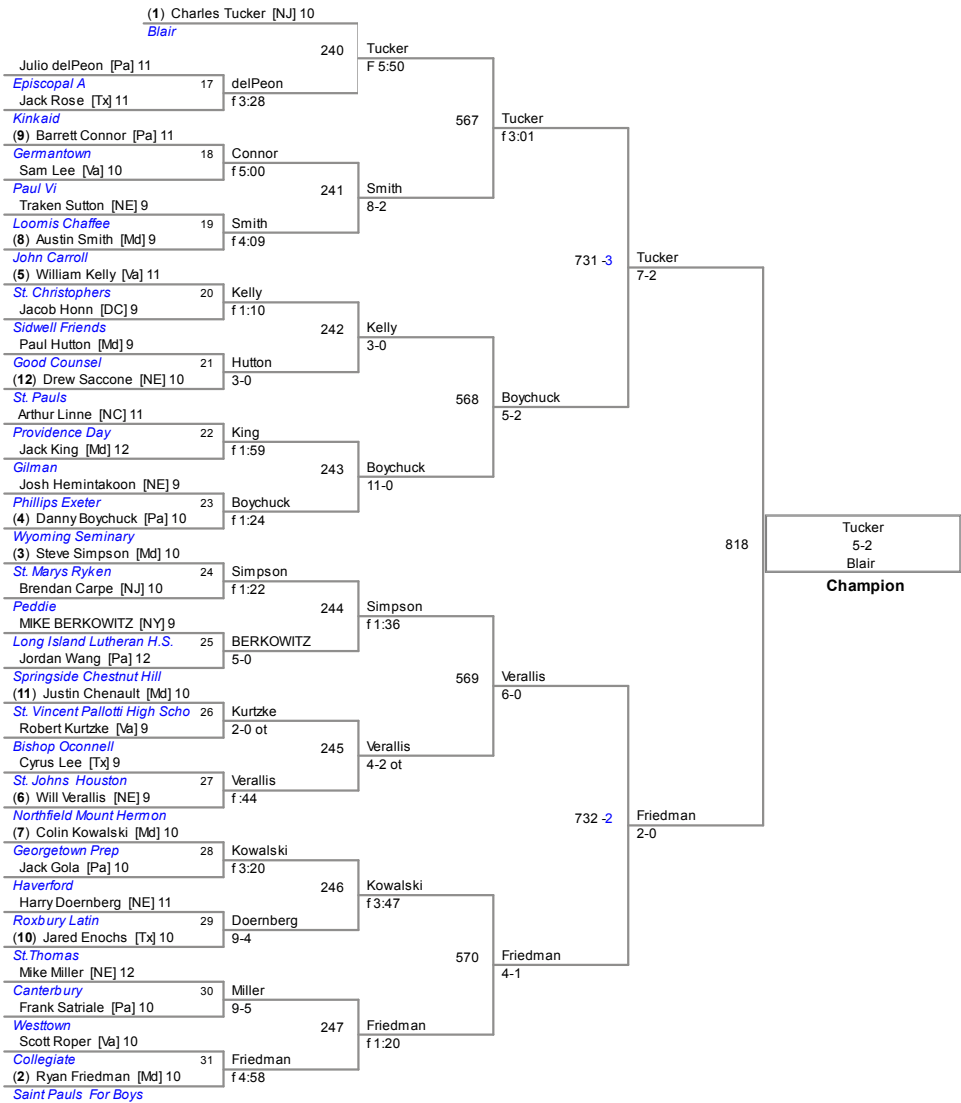 (1) Charles Tucker [NJ] 10
Blair
240
Tucker
F 5:50
Julio delPeon [Pa] 11
Episcopal A
17
delPeon
f 3:28
Jack Rose [Tx] 11
Kinkaid
567
Tucker
f 3:01
(9) Barrett Connor [Pa] 11
Germantown
18
Connor
f 5:00
Sam Lee [Va] 10
Paul Vi
241
Smith
8-2
Traken Sutton [NE] 9
Loomis Chaffee
19
Smith
f 4:09
(8) Austin Smith [Md] 9
John Carroll
731 -3
Tucker
7-2
(5) William Kelly [Va] 11
St. Christophers
20
Kelly
f 1:10
Jacob Honn [DC] 9
Sidwell Friends
242
Kelly
3-0
Paul Hutton [Md] 9
Good Counsel
21
Hutton
3-0
(12) Drew Saccone [NE] 10
St. Pauls
568
Boychuck
5-2
Arthur Linne [NC] 11
Providence Day
22
King
f 1:59
Jack King [Md] 12
Gilman
243
Boychuck
11-0
Josh Hemintakoon [NE] 9
Phillips Exeter
23
Boychuck
f 1:24
(4) Danny Boychuck [Pa] 10
Wyoming Seminary
818
Tucker
5-2
Blair
Champion
(3) Steve Simpson [Md] 10
St. Marys Ryken
24
Simpson
f 1:22
Brendan Carpe [NJ] 10
Peddie
244
Simpson
f 1:36
MIKE BERKOWITZ [NY] 9
Long Island Lutheran H.S.
25
BERKOWITZ
5-0
Jordan Wang [Pa] 12
Springside Chestnut Hill
569
Verallis
6-0
(11) Justin Chenault [Md] 10
St. Vincent Pallotti High Scho
26
Kurtzke
2-0 ot
Robert Kurtzke [Va] 9
Bishop Oconnell
245
Verallis
4-2 ot
Cyrus Lee [Tx] 9
St. Johns Houston
27
Verallis
f :44
(6) Will Verallis [NE] 9
Northfield Mount Hermon
732 -2
Friedman
2-0
(7) Colin Kowalski [Md] 10
Georgetown Prep
28
Kowalski
f 3:20
Jack Gola [Pa] 10
Haverford
246
Kowalski
f 3:47
Harry Doernberg [NE] 11
Roxbury Latin
29
Doernberg
9-4
(10) Jared Enochs [Tx] 10
St.Thomas
570
Friedman
4-1
Mike Miller [NE] 12
Canterbury
30
Miller
9-5
Frank Satriale [Pa] 10
Westtown
247
Friedman
f 1:20
Scott Roper [Va] 10
Collegiate
31
Friedman
f 4:58
(2) Ryan Friedman [Md] 10
Saint Pauls For Boys